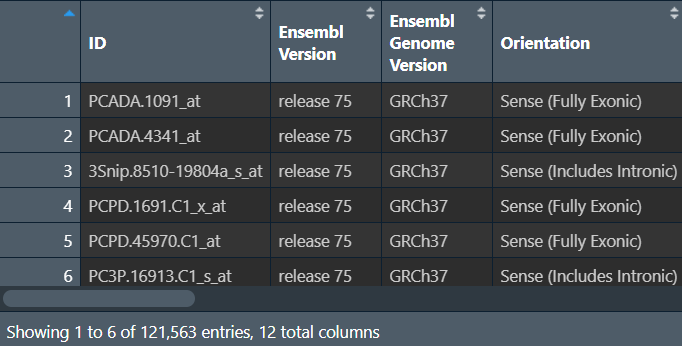 ID Ensembl Version Ensembl Genome Version Orientation
1 PCADA.1091_at release 75 GRCh37 Sense (Fully Exonic)
2 PCADA.4341_at release 75 GRCh37 Sense (Fully Exonic)
3 3Snip.8510-19804a_s_at release 75 GRCh37 Sense (Includes Intronic)
4 PCPD.1691.C1_x_at release 75 GRCh37 Sense (Fully Exonic)
5 PCPD.45970.C1_at release 75 GRCh37 Sense (Fully Exonic)
6 PC3P.16913.C1_s_at release 75 GRCh37 Sense (Includes Intronic)
Showing 1 to 6 of 121,563 entries, 12 total columns